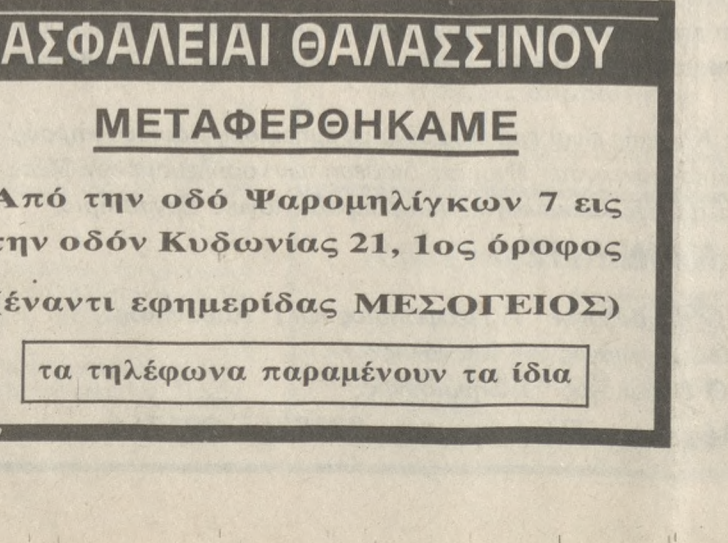 ΑΣΦΑΛΕΙΑΙ ΘΑΛΑΣΣΙΝΟΥ
ΜΕΤΑΦΕΡΘΗΚΑΜΕ
Από την οδό Ψαρομηλίγκων 7 εις
την οδόν Κυδωνίας 21, 1ος όροφος
(έναντι εφημερίδας ΜΕΣΟΓΕΙΟΣ)
τα τηλέφωνα παραμένουν τα ίδια